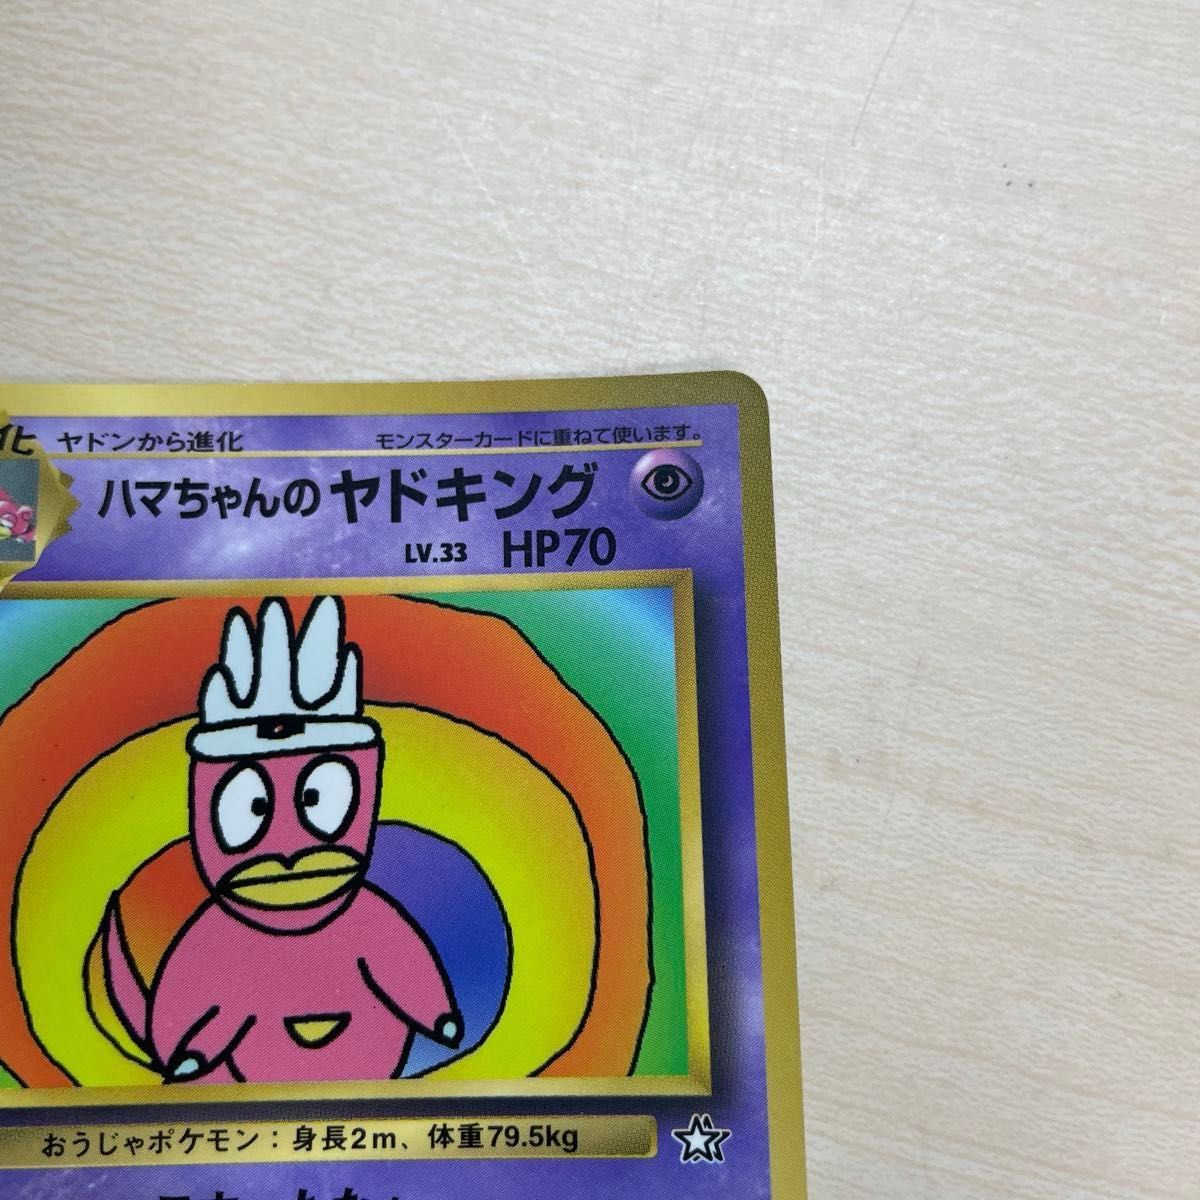 化 ヤドンから進化 モンスターカードに重ねて使います。
ハマちゃんのヤドキング
LV.33 HP70
おうじゃポケモン：身長2m、体重79.5kg